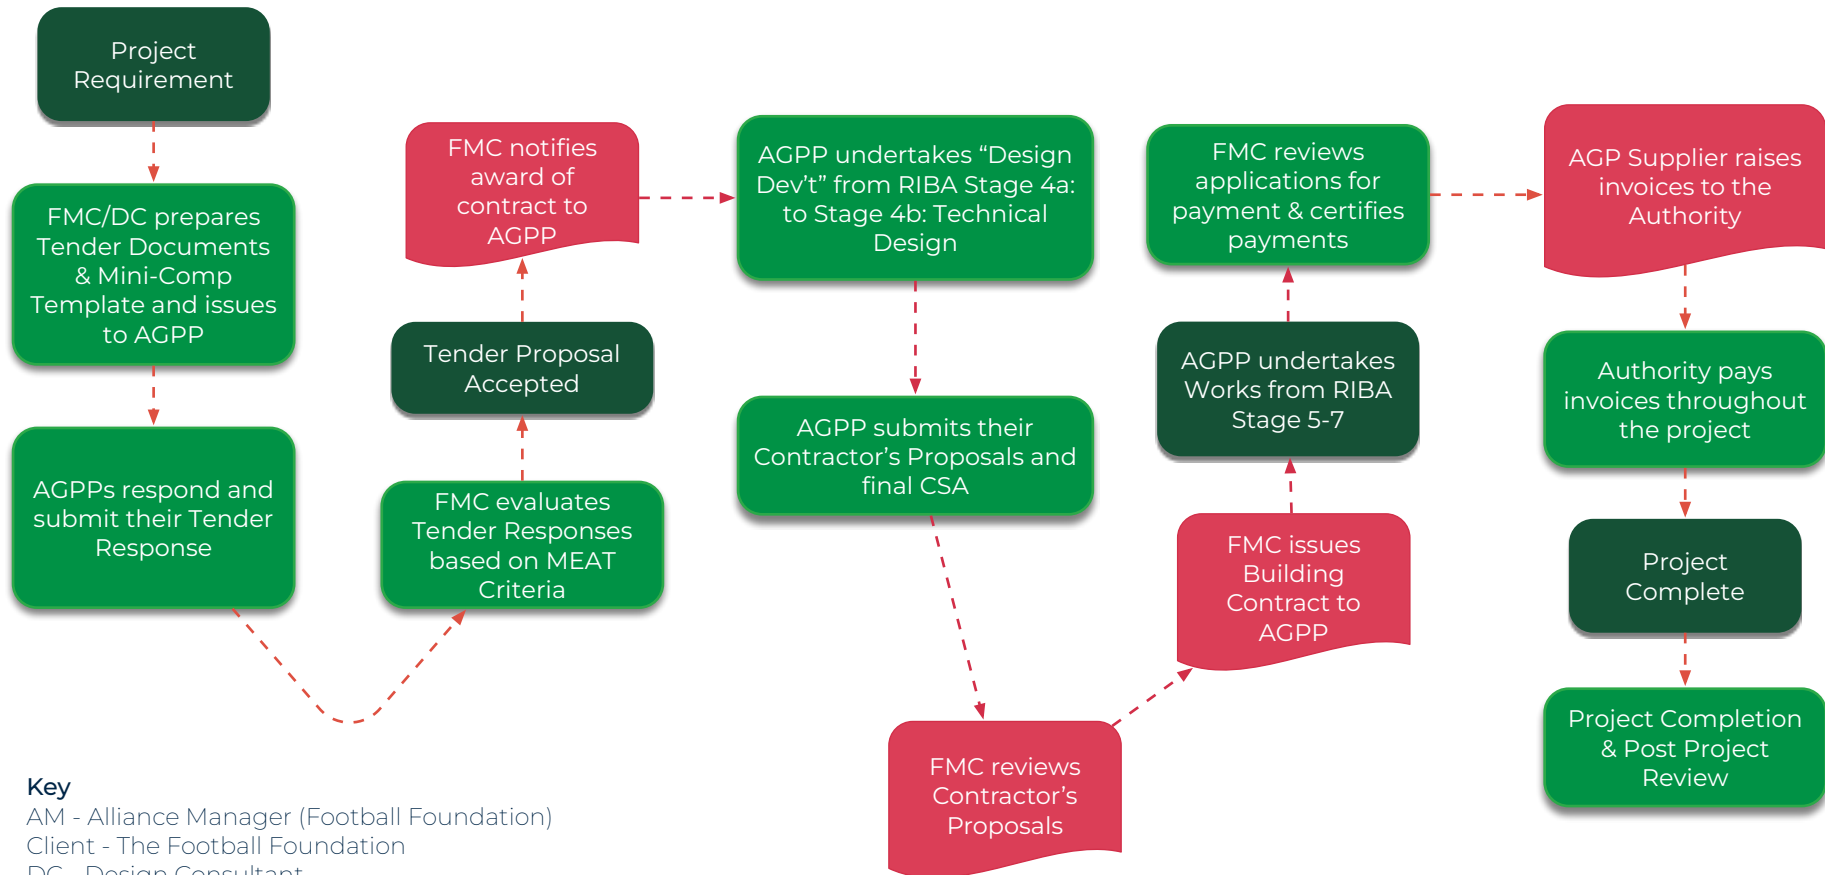 Project
Requirement
FMC/DC prepares
Tender Documents
& Mini-Comp
Template and issues
to AGPP
AGPPs respond and
submit their Tender
Response
FMC evaluates
Tender Responses
based on MEAT
Criteria
Tender Proposal
Accepted
FMC notifies
award of
contract to
AGPP
AGPP undertakes “Design
Dev’t” from RIBA Stage 4a:
to Stage 4b: Technical
Design
AGPP submits their
Contractor’s Proposals and
final CSA
FMC reviews
Contractor’s
Proposals
FMC issues
Building
Contract to
AGPP
AGPP undertakes
Works from RIBA
Stage 5-7
FMC reviews
applications for
payment & certifies
payments
AGP Supplier raises
invoices to the
Authority
Authority pays
invoices throughout
the project
Project
Complete
Project Completion
& Post Project
Review
Key
AM - Alliance Manager (Football Foundation)
Client - The Football Foundation
DC - Design Consultant